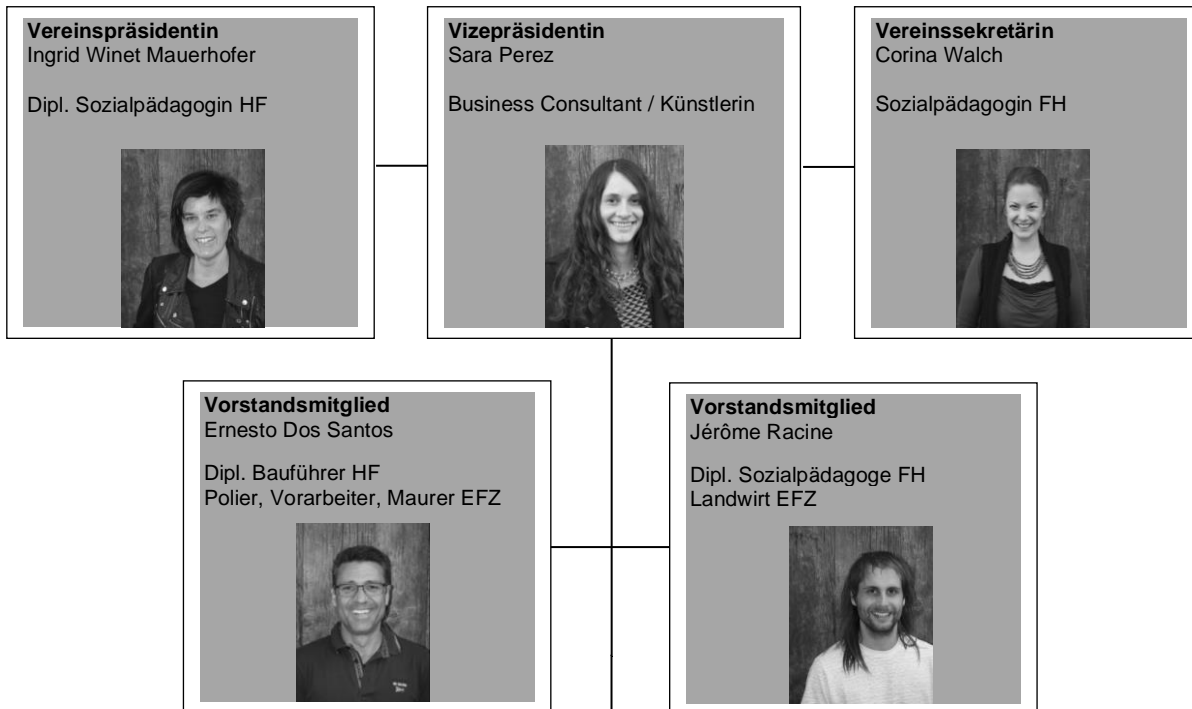 Vereinspräsidentin
Ingrid Winet Mauerhofer
Dipl. Sozialpädagogin HF
Vizepräsidentin
Sara Perez
Business Consultant / Künstlerin
Vereinssekretärin
Corina Walch
Sozialpädagogin FH
Vorstandsmitglied
Ernesto Dos Santos
Dipl. Bauführer HF
Polier, Vorarbeiter, Maurer EFZ
Vorstandsmitglied
Jérôme Racine
Dipl. Sozialpädagoge FH
Landwirt EFZ